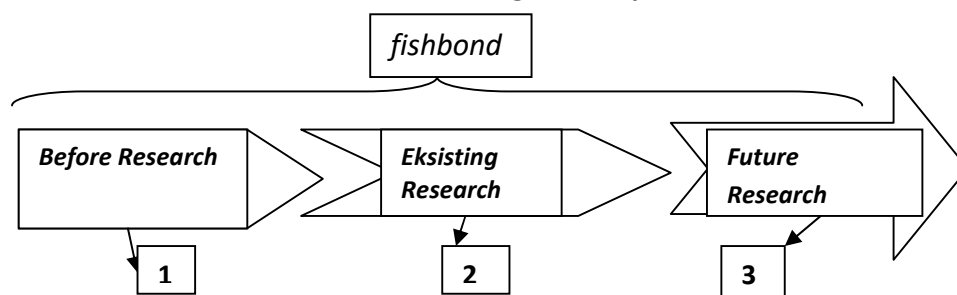 fishbond
Before Research
Eksisting
Research
Future
Research
1
2
3